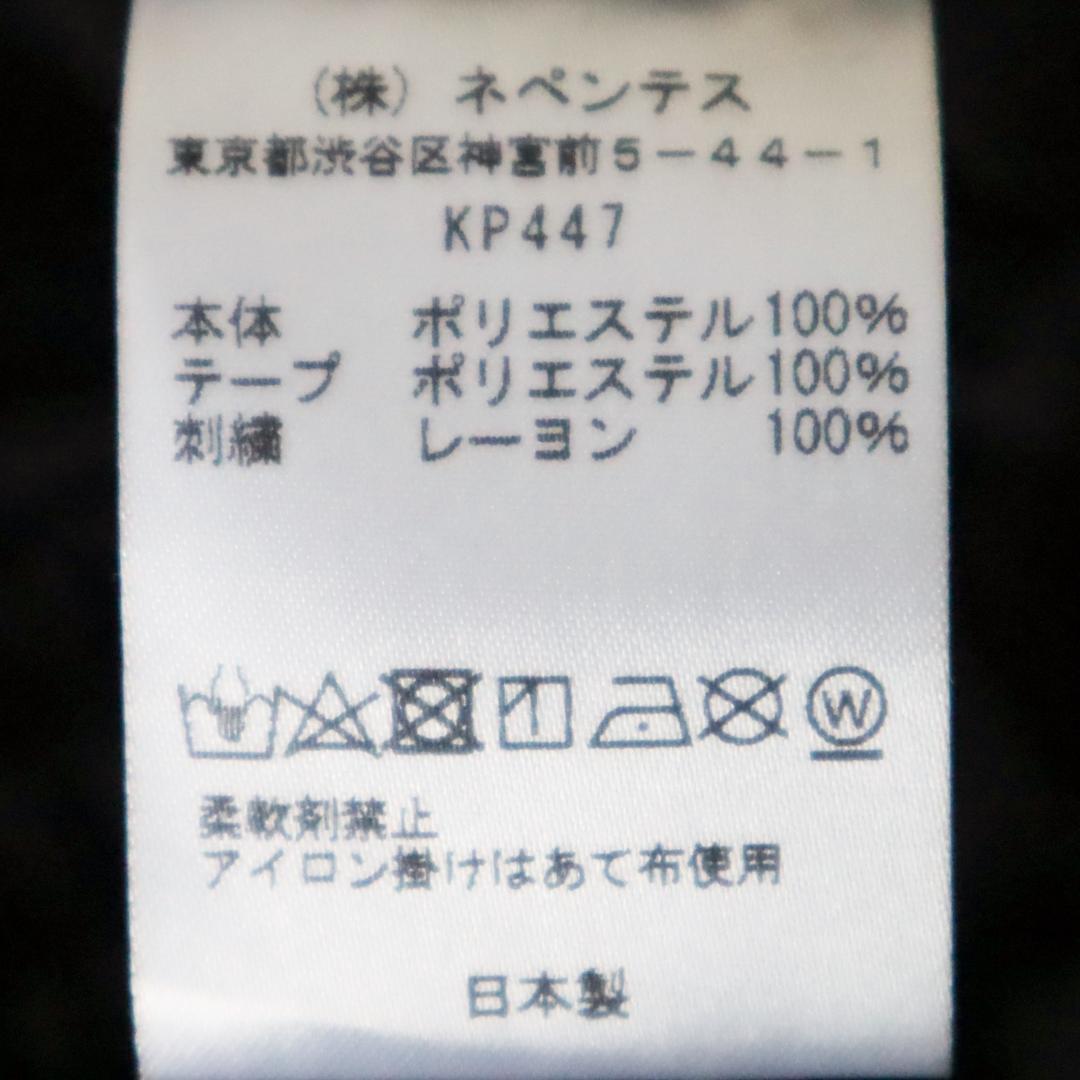 (株) ネペンテス
東京都渋谷区神宮前5-44-1
KP447
本体 ポリエステル100%
テープ ポリエステル100%
刺繍 レーヨン 100%
W
柔軟剤禁止
アイロン掛けはあて布使用
日本製